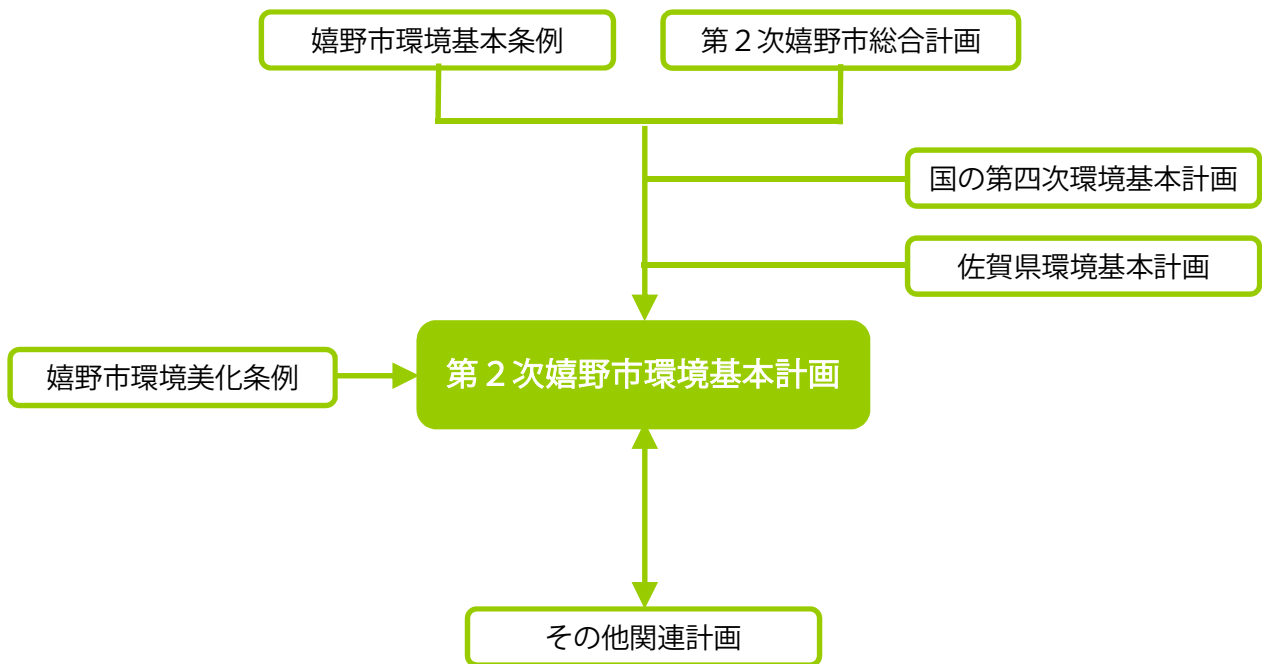 嬉野市環境基本条例
第２次嬉野市総合計画
国の第四次環境基本計画
佐賀県環境基本計画
嬉野市環境美化条例
第２次嬉野市環境基本計画
その他関連計画